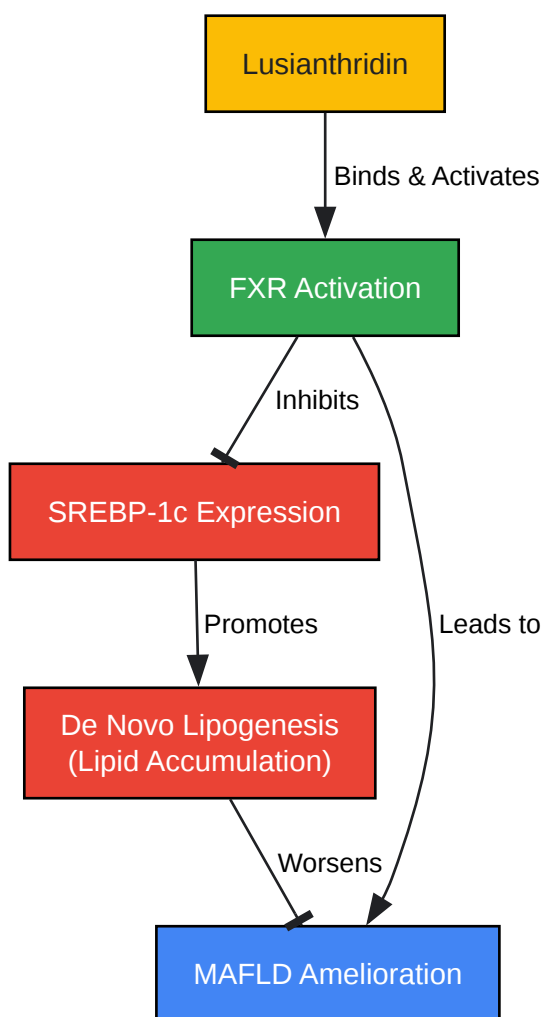 Lusianthridin
Binds & Activates
FXR Activation
Inhibits
SREBP-1c Expression
Promotes
Leads to
De Novo Lipogenesis
(Lipid Accumulation)
Worsens
MAFLD Amelioration